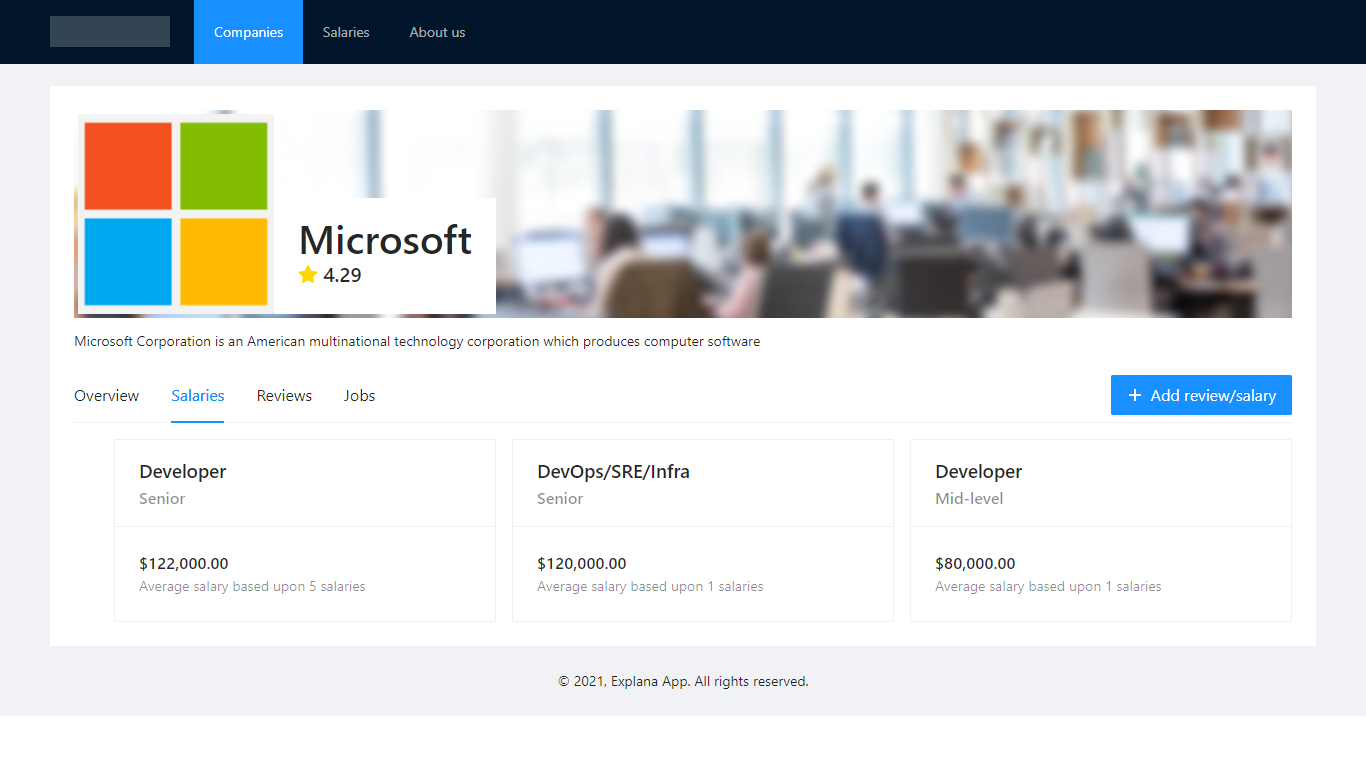 Companies Salaries About us
Microsoft
4.29
Microsoft Corporation is an American multinational technology corporation which produces computer software
Overview Salaries Reviews Jobs + Add review/salary
Developer
Senior
$122,000.00
Average salary based upon 5 salaries
DevOps/SRE/Infra
Senior
$120,000.00
Average salary based upon 1 salaries
Developer
Mid-level
$80,000.00
Average salary based upon 1 salaries
© 2021, Explana App. All rights reserved.